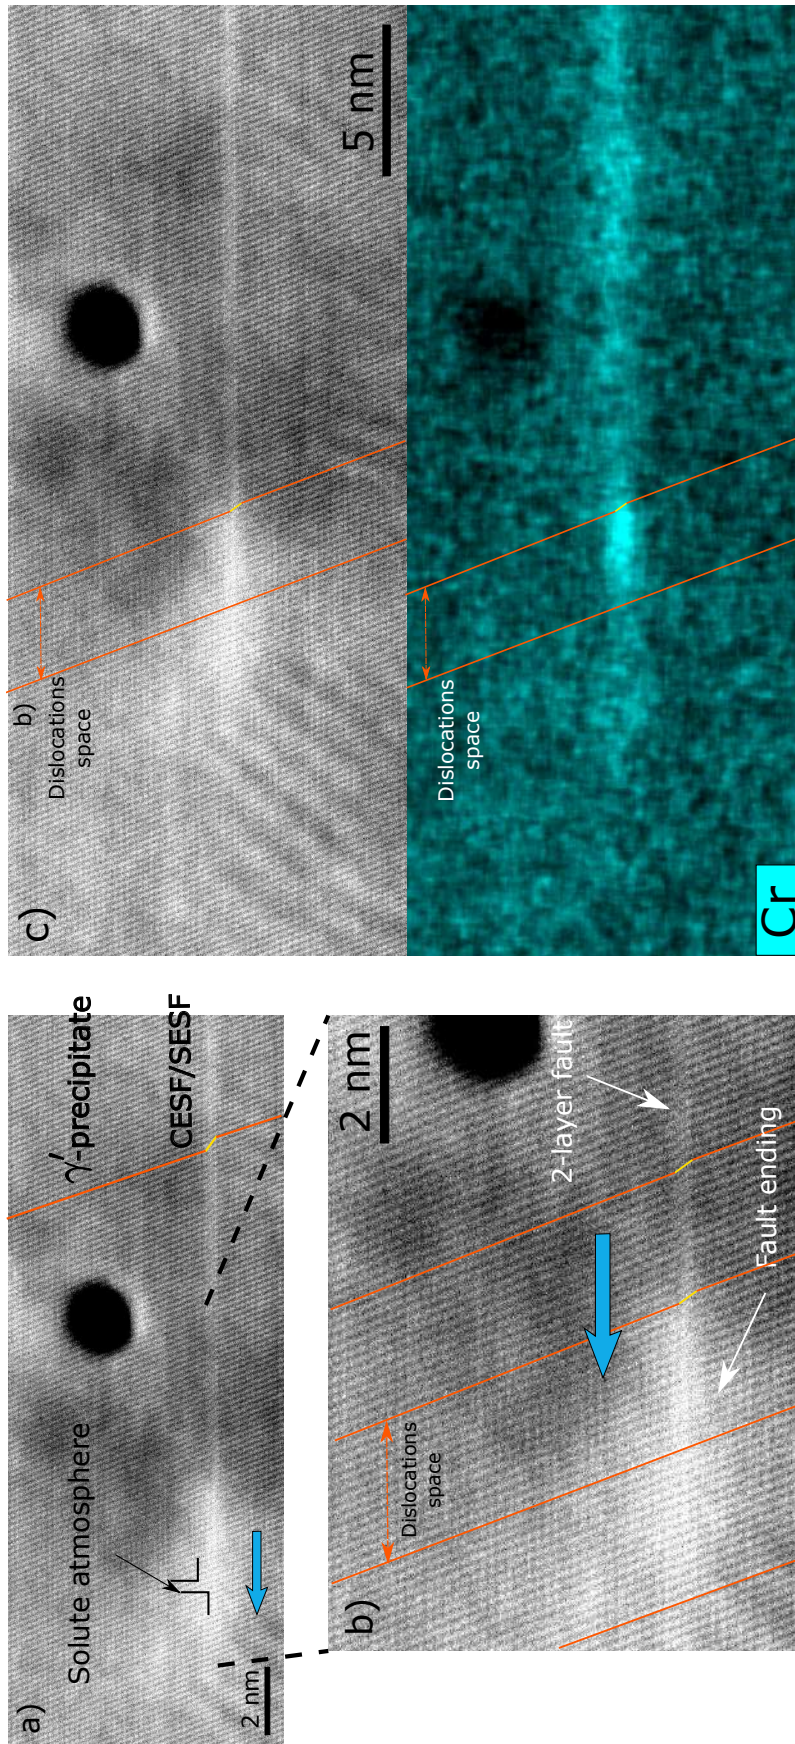 a)
Solute atmosphere
γ′-precipitate
CESF/SESF
2 nm
b)
Dislocations
space
2 nm
2-layer fault
Fault ending
c)
b)
Dislocations
space
5 nm
Dislocations
space
Cr